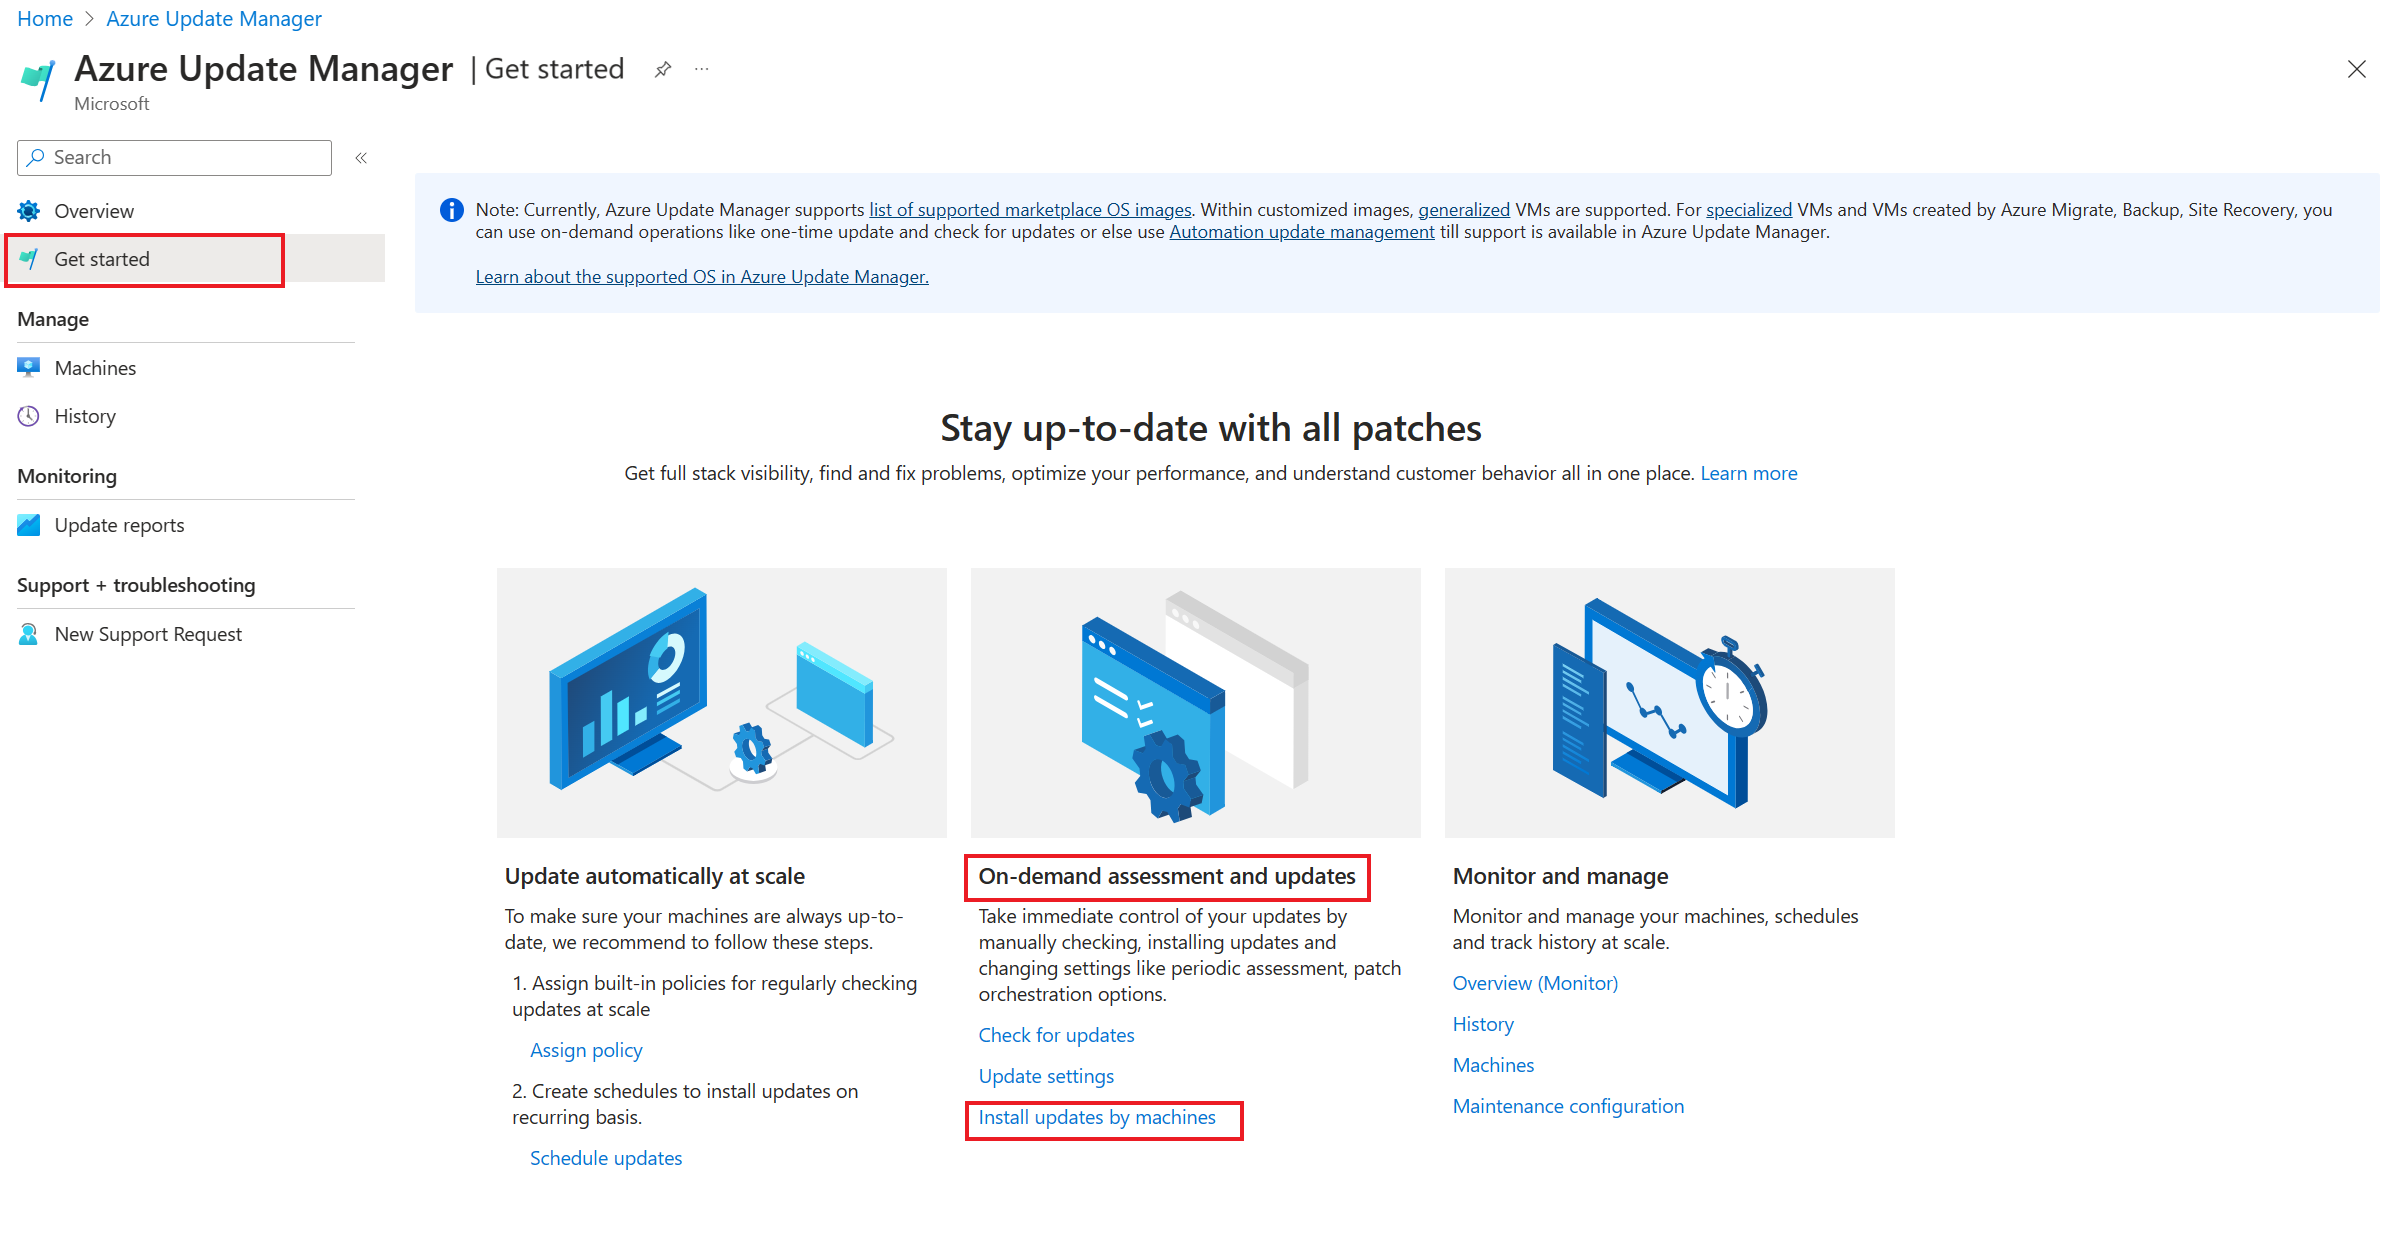 Home > Azure Update Manager
Azure Update Manager | Get started
Microsoft
Search
Overview
Get started
Manage
Machines
History
Monitoring
Update reports
Support + troubleshooting
New Support Request
Note: Currently, Azure Update Manager supports list of supported marketplace OS images. Within customized images, generalized VMs are supported. For specialized VMs and VMs created by Azure Migrate, Backup, Site Recovery, you
can use on-demand operations like one-time update and check for updates or else use Automation update management till support is available in Azure Update Manager.
Learn about the supported OS in Azure Update Manager.
Stay up-to-date with all patches
Get full stack visibility, find and fix problems, optimize your performance, and understand customer behavior all in one place. Learn more
Update automatically at scale
To make sure your machines are always up-to-
date, we recommend to follow these steps.
1. Assign built-in policies for regularly checking
updates at scale
Assign policy
2. Create schedules to install updates on
recurring basis.
Schedule updates
On-demand assessment and updates
Take immediate control of your updates by
manually checking, installing updates and
changing settings like periodic assessment, patch
orchestration options.
Check for updates
Update settings
Install updates by machines
Monitor and manage
Monitor and manage your machines, schedules
and track history at scale.
Overview (Monitor)
History
Machines
Maintenance configuration